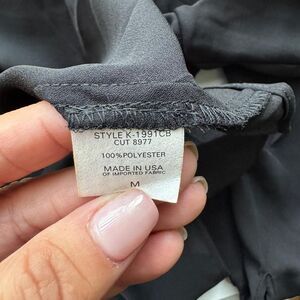 STYLE K-1991CB
CUT 8977
100%POLYESTER
MADE IN USA
OF IMPORTED FABRIC
M